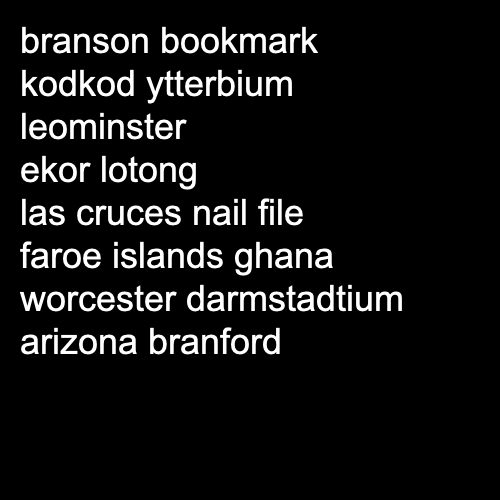 branson bookmark
kodkod ytterbium
leominster
ekor lotong
las cruces nail file
faroe islands ghana
worcester darmstadtium
arizona branford